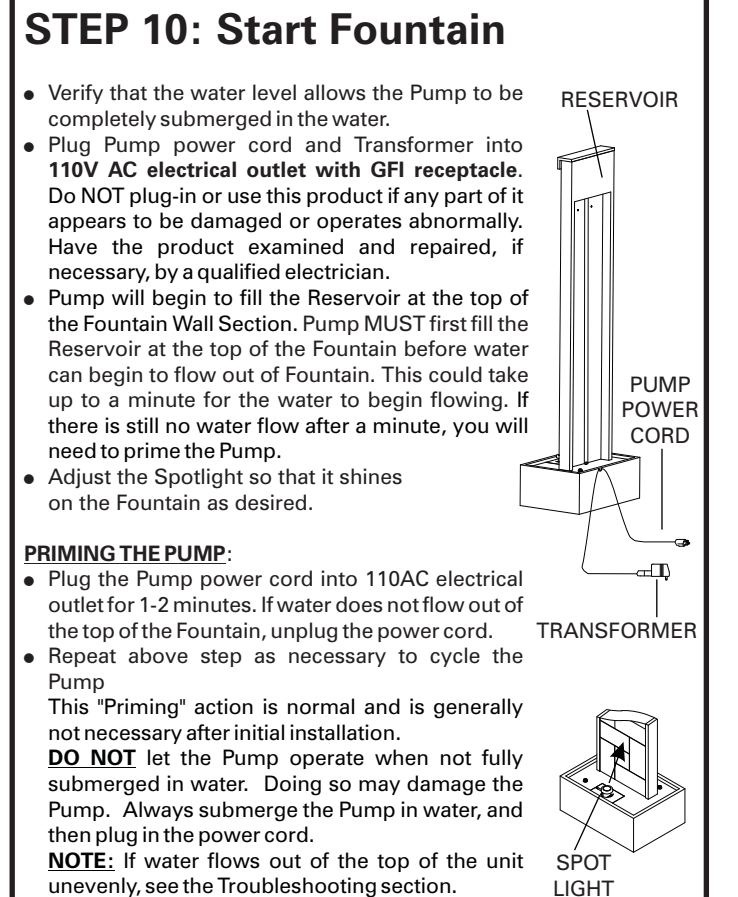 STEP 10: Start Fountain
● Verify that the water level allows the Pump to be
completely submerged in the water.
● Plug Pump power cord and Transformer into
110V AC electrical outlet with GFI receptacle.
Do NOT plug-in or use this product if any part of it
appears to be damaged or operates abnormally.
Have the product examined and repaired, if
necessary, by a qualified electrician.
● Pump will begin to fill the Reservoir at the top of
the Fountain Wall Section. Pump MUST first fill the
Reservoir at the top of the Fountain before water
can begin to flow out of Fountain. This could take
up to a minute for the water to begin flowing. If
there is still no water flow after a minute, you will
need to prime the Pump.
● Adjust the Spotlight so that it shines
on the Fountain as desired.
PRIMING THE PUMP:
● Plug the Pump power cord into 110AC electrical
outlet for 1-2 minutes. If water does not flow out of
the top of the Fountain, unplug the power cord.
● Repeat above step as necessary to cycle the
Pump
This "Priming" action is normal and is generally
not necessary after initial installation.
DO NOT let the Pump operate when not fully
submerged in water. Doing so may damage the
Pump. Always submerge the Pump in water, and
then plug in the power cord.
NOTE: If water flows out of the top of the unit
unevenly, see the Troubleshooting section.
RESERVOIR
PUMP
POWER
CORD
TRANSFORMER
SPOT
LIGHT